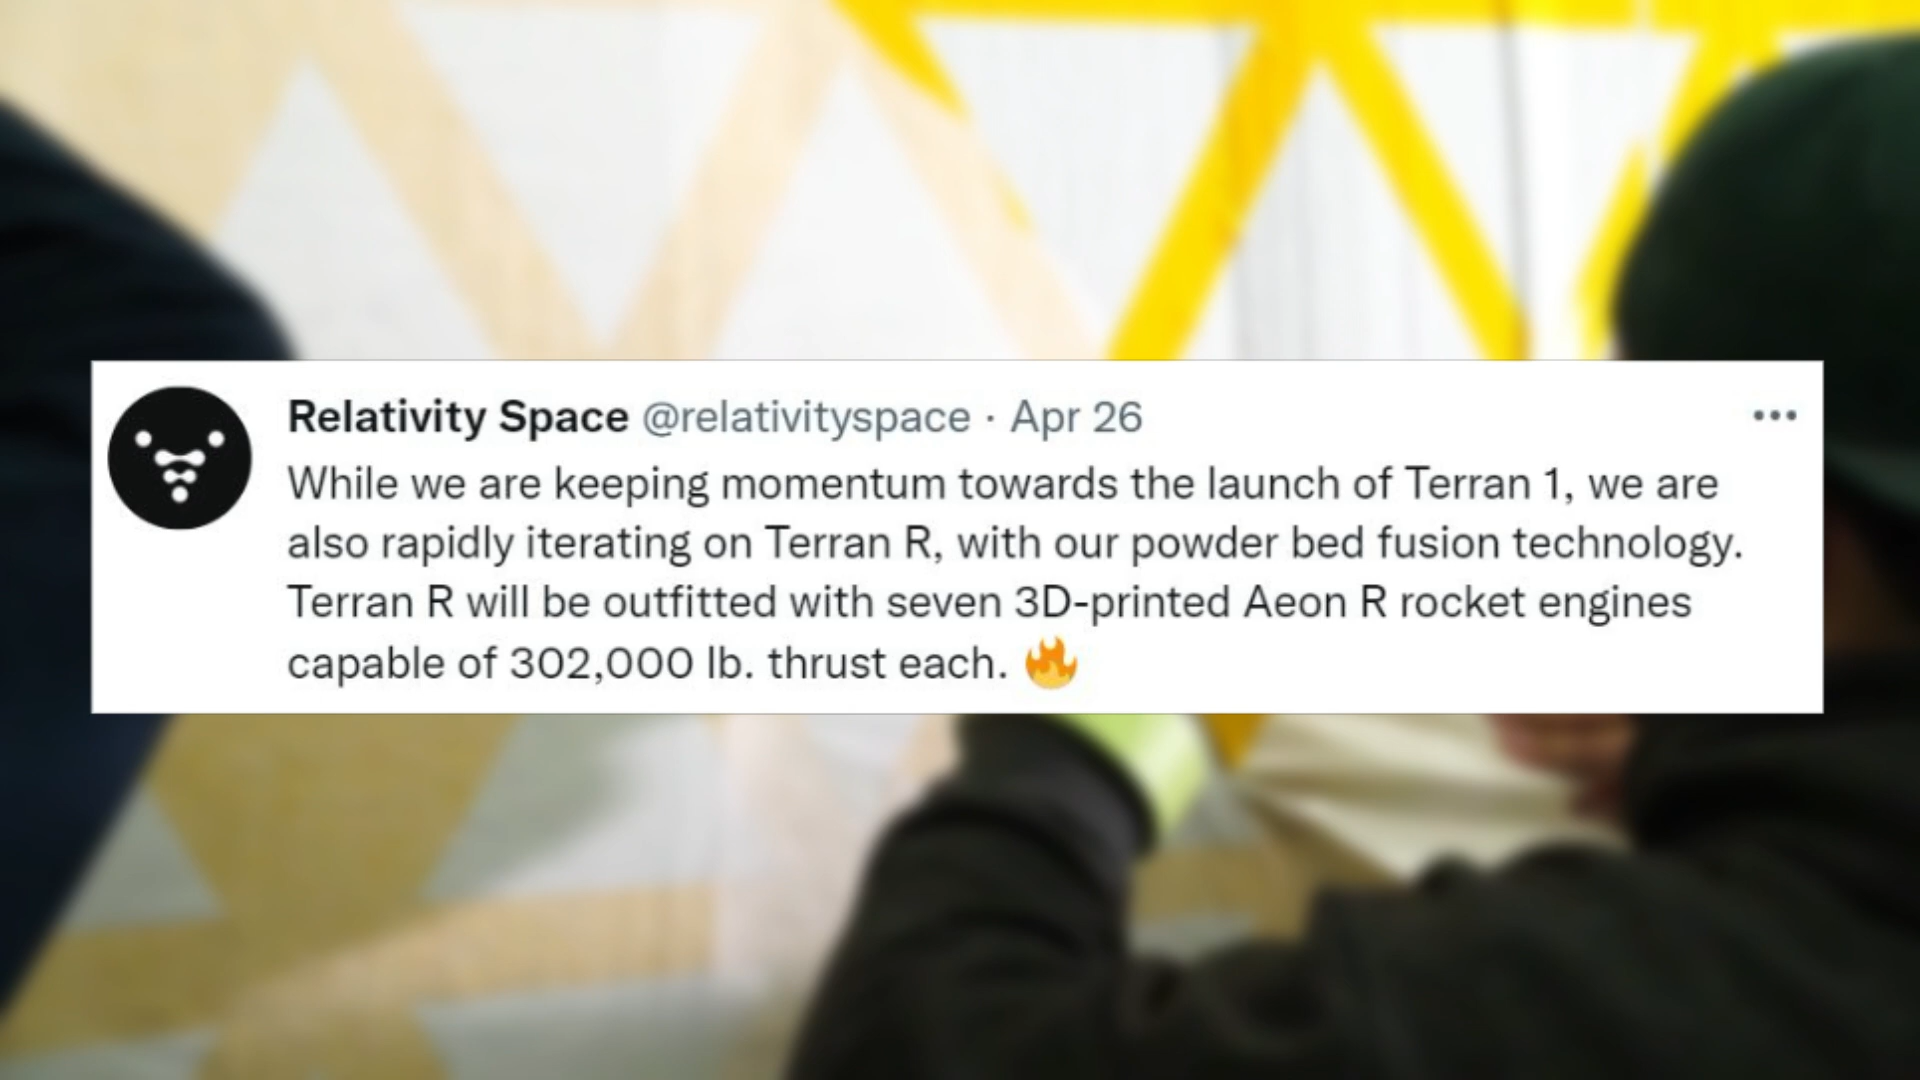 Relativity Space @relativityspace · Apr 26
While we are keeping momentum towards the launch of Terran 1, we are
also rapidly iterating on Terran R, with our powder bed fusion technology.
Terran R will be outfitted with seven 3D-printed Aeon R rocket engines
capable of 302,000 lb. thrust each. 🔥